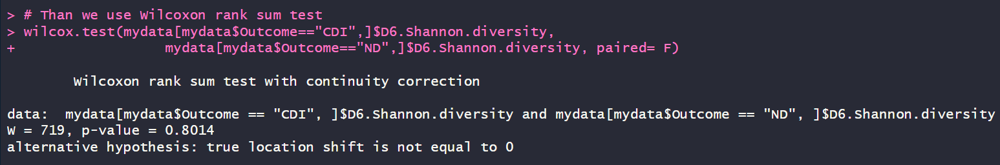 > # Than we use Wilcoxon rank sum test
> wilcox.test(mydata[mydata$Outcome=="CDI",]$D6.Shannon.diversity,
+                   mydata[mydata$Outcome=="ND",]$D6.Shannon.diversity, paired= F)
        Wilcoxon rank sum test with continuity correction
data:  mydata[mydata$Outcome == "CDI", ]$D6.Shannon.diversity and mydata[mydata$Outcome == "ND", ]$D6.Shannon.diversity
W = 719, p-value = 0.8014
alternative hypothesis: true location shift is not equal to 0